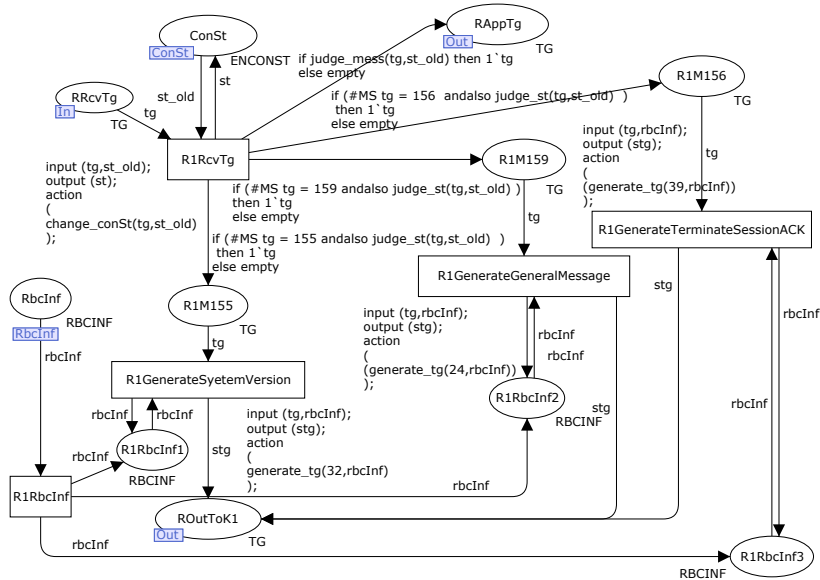 ConSt
ConSt
ENCONST
RAppTg
Out
TG
if judge_mess(tg,st_old) then 1`tg
else empty
st_old
st
RRcvTg
In
tg
TG
R1M156
TG
if (#MS tg = 156 andalso judge_st(tg,st_old) )
then 1`tg
else empty
R1RcvTg
input (tg,st_old);
output (st);
action
(
change_conSt(tg,st_old)
);
R1M159
TG
if (#MS tg = 159 andalso judge_st(tg,st_old) )
then 1`tg
else empty
input (tg,rbcInf);
output (stg);
action
(
(generate_tg(39,rbcInf))
);
tg
R1GenerateTerminateSessionACK
if (#MS tg = 155 andalso judge_st(tg,st_old) )
then 1`tg
else empty
tg
R1GenerateGeneralMessage
stg
rbcInf
RbcInf
RBCINF
RbcInf
rbcInf
R1M155
TG
tg
input (tg,rbcInf);
output (stg);
action
(
(generate_tg(24,rbcInf))
);
rbcInf
rbcInf
R1GenerateSyetemVersion
R1RbcInf2
RBCINF
stg
rbcInf
rbcInf
rbcInf
R1RbcInf1
RBCINF
stg
input (tg,rbcInf);
output (stg);
action
(
generate_tg(32,rbcInf)
);
rbcInf
rbcInf
R1RbcInf
ROutToK1
Out
TG
rbcInf
R1RbcInf3
RBCINF